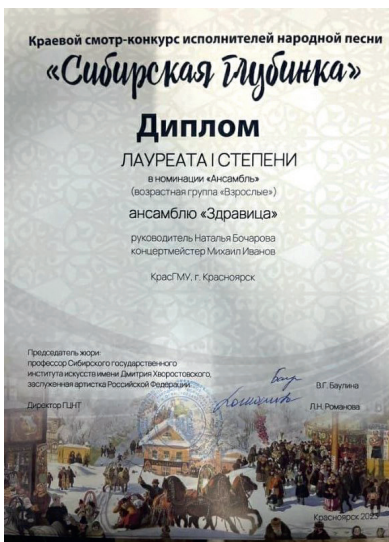 Краевой смотр-конкурс исполнителей народной песни
«Сибирская глубинка»
Диплом
ЛАУРЕАТА I СТЕПЕНИ
в номинации «Ансамбль»
(возрастная группа «Взрослые»)
ансамблю «Здравица»
руководитель Наталья Бочарова
концертмейстер Михаил Иванов
КрасГМУ, г. Красноярск
Председатель жюри:
профессор Сибирского государственного
института искусств имени Дмитрия Хворостовского,
заслуженная артистка Российской Федерации
В.Г. Баулина
Директор ГЦНТ
Л.Н. Романова
Красноярск 2023